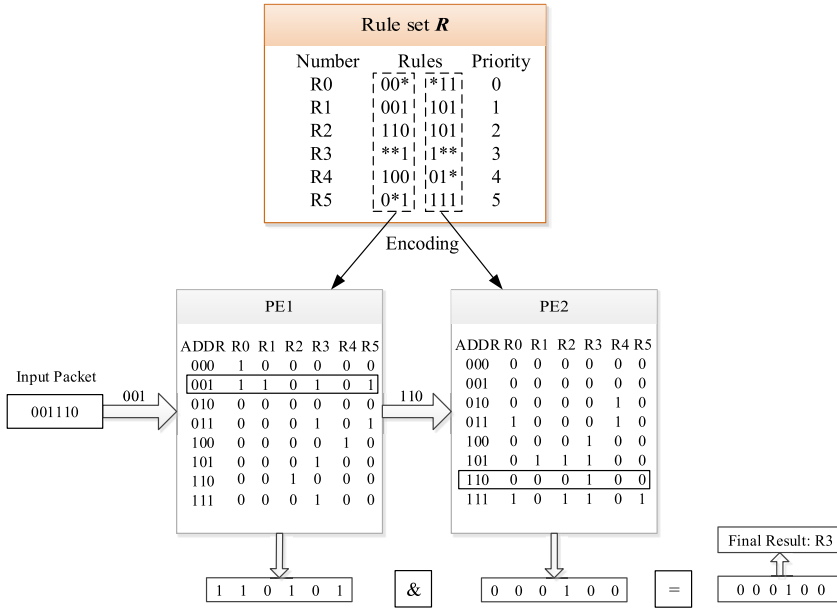 Rule set R
Number Rules Priority
R0 00* *11 0
R1 001 101 1
R2 110 101 2
R3 **1 1** 3
R4 100 01* 4
R5 0*1 111 5
Encoding
PE1
ADDR R0 R1 R2 R3 R4 R5
000 1 0 0 0 0 0
001 1 1 0 1 0 1
010 0 0 0 0 0 0
011 0 0 0 1 0 1
100 0 0 0 0 1 0
101 0 0 0 1 0 0
110 0 0 1 0 0 0
111 0 0 0 1 0 0
PE2
ADDR R0 R1 R2 R3 R4 R5
000 0 0 0 0 0 0
001 0 0 0 0 0 0
010 0 0 0 0 1 0
011 1 0 0 0 1 0
100 0 0 0 1 0 0
101 0 1 1 1 0 0
110 0 0 0 1 0 0
111 1 0 1 1 0 1
Input Packet
001110
001
110
1 1 0 1 0 1
&
0 0 0 1 0 0
=
Final Result: R3
0 0 0 1 0 0